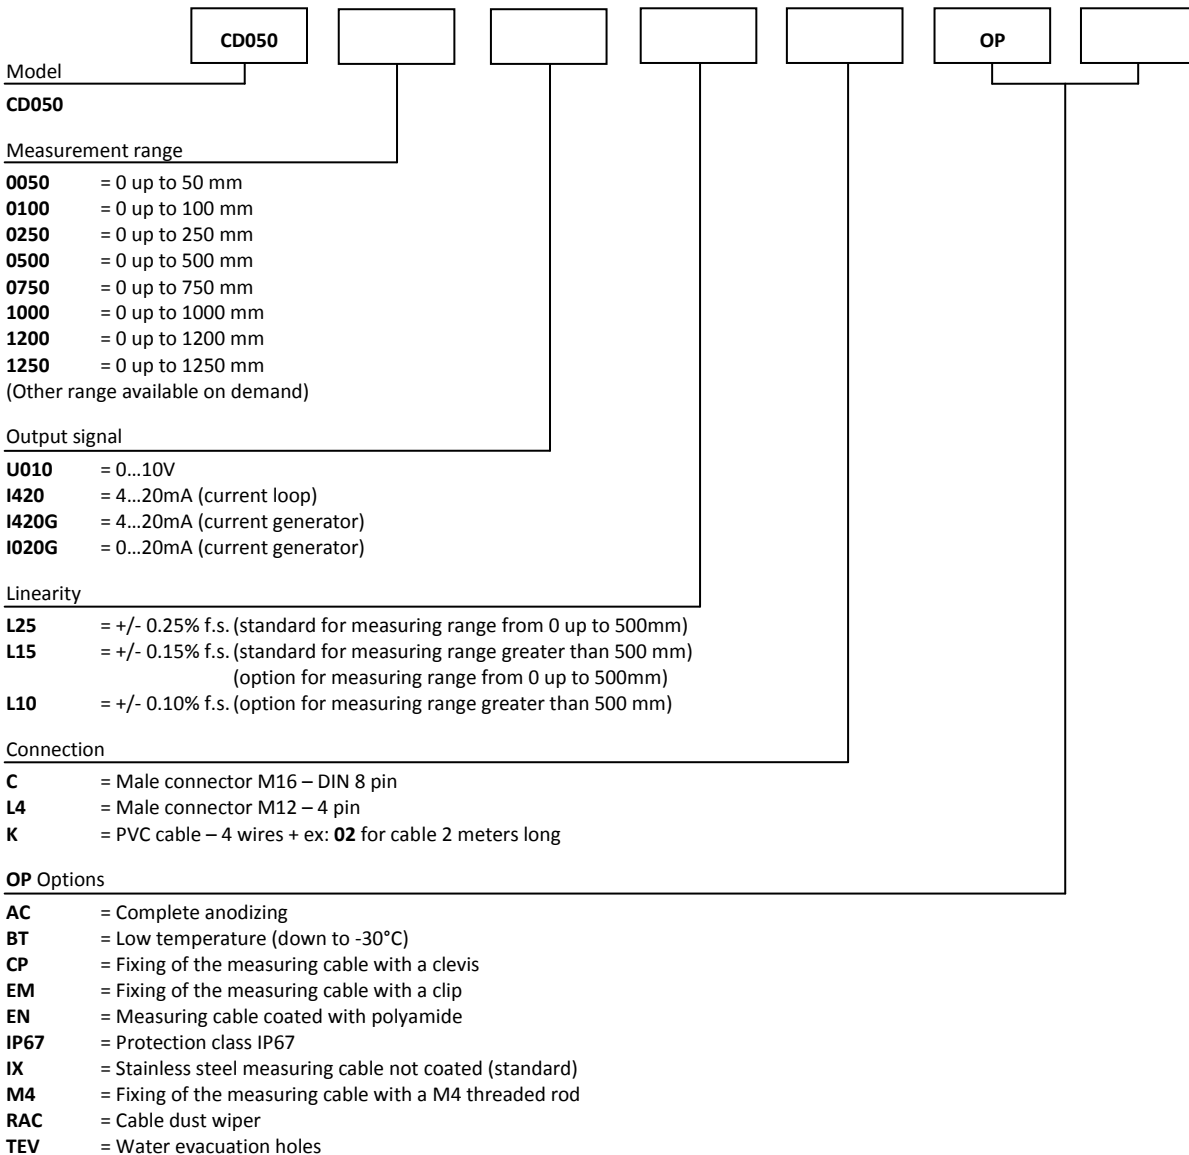 CD050 OP
Model
CD050
Measurement range
0050 = 0 up to 50 mm
0100 = 0 up to 100 mm
0250 = 0 up to 250 mm
0500 = 0 up to 500 mm
0750 = 0 up to 750 mm
1000 = 0 up to 1000 mm
1200 = 0 up to 1200 mm
1250 = 0 up to 1250 mm
(Other range available on demand)
Output signal
U010 = 0…10V
I420 = 4…20mA (current loop)
I420G = 4…20mA (current generator)
I020G = 0…20mA (current generator)
Linearity
L25 = +/- 0.25% f.s. (standard for measuring range from 0 up to 500mm)
L15 = +/- 0.15% f.s. (standard for measuring range greater than 500 mm)
(option for measuring range from 0 up to 500mm)
L10 = +/- 0.10% f.s. (option for measuring range greater than 500 mm)
Connection
C = Male connector M16 – DIN 8 pin
L4 = Male connector M12 – 4 pin
K = PVC cable – 4 wires + ex: 02 for cable 2 meters long
OP Options
AC = Complete anodizing
BT = Low temperature (down to -30°C)
CP = Fixing of the measuring cable with a clevis
EM = Fixing of the measuring cable with a clip
EN = Measuring cable coated with polyamide
IP67 = Protection class IP67
IX = Stainless steel measuring cable not coated (standard)
M4 = Fixing of the measuring cable with a M4 threaded rod
RAC = Cable dust wiper
TEV = Water evacuation holes